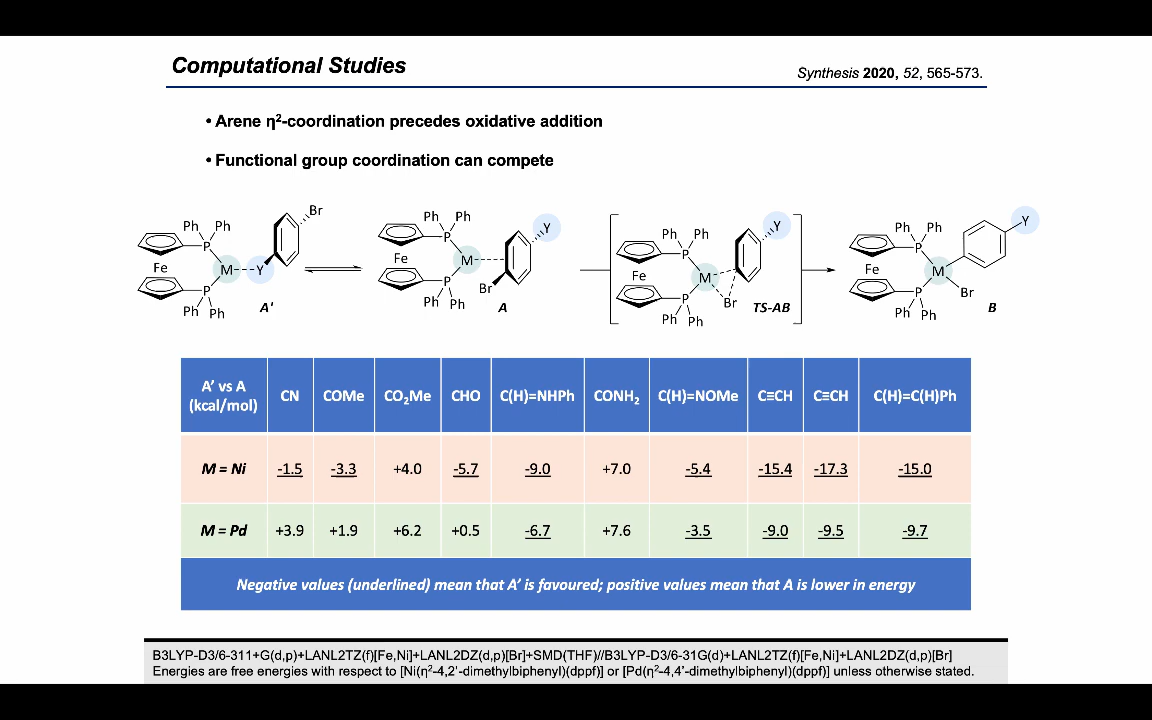 Computational Studies
Synthesis 2020, 52, 565-573.
• Arene η²-coordination precedes oxidative addition
• Functional group coordination can compete
Ph Ph P Fe M Y Br P Ph Ph A'
Ph Ph P Fe M Y Br P Ph Ph A
Ph Ph P Fe M Y Br P Ph Ph TS-AB
Ph Ph P Fe M Y Br P Ph Ph B
A' vs A (kcal/mol) CN COMe CO₂Me CHO C(H)=NHPh CONH₂ C(H)=NOMe C≡CH C≡CH C(H)=C(H)Ph
M = Ni -1.5 -3.3 +4.0 -5.7 -9.0 +7.0 -5.4 -15.4 -17.3 -15.0
M = Pd +3.9 +1.9 +6.2 +0.5 -6.7 +7.6 -3.5 -9.0 -9.5 -9.7
Negative values (underlined) mean that A' is favoured; positive values mean that A is lower in energy
B3LYP-D3/6-311+G(d,p)+LANL2TZ(f)[Fe,Ni]+LANL2DZ(d,p)[Br]+SMD(THF)//B3LYP-D3/6-31G(d)+LANL2TZ(f)[Fe,Ni]+LANL2DZ(d,p)[Br]
Energies are free energies with respect to [Ni(η²-4,2'-dimethylbiphenyl)(dppf)] or [Pd(η²-4,4'-dimethylbiphenyl)(dppf)] unless otherwise stated.